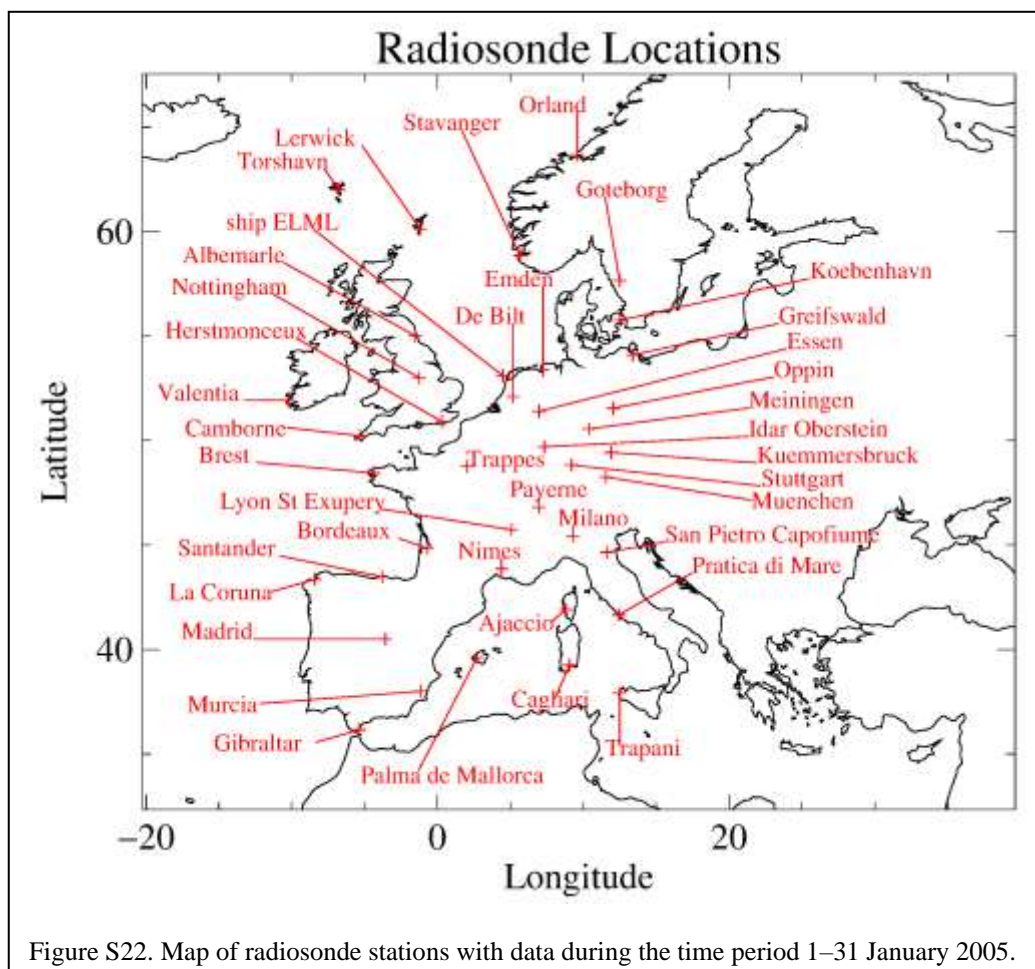 Radiosonde Locations
Orland
Stavanger
Lerwick
Torshavn
Goteborg
ship ELML
60
Albemarle
Koebenhavn
Emden
Nottingham
De Bilt
Greifswald
Herstmonceux
Essen
Oppin
Valentia
Meiningen
Camborne
Idar Oberstein
Brest
Trappes
Kuemmersbruck
Stuttgart
Payerne
Muenchen
Lyon St Exupery
Milano
Bordeaux
San Pietro Capofiume
Nimes
Santander
Pratica di Mare
La Coruna
Ajaccio
Madrid
40
Murcia
Cagliari
Gibraltar
Trapani
Palma de Mallorca
Latitude
−20
0
20
Longitude
Figure S22. Map of radiosonde stations with data during the time period 1–31 January 2005.